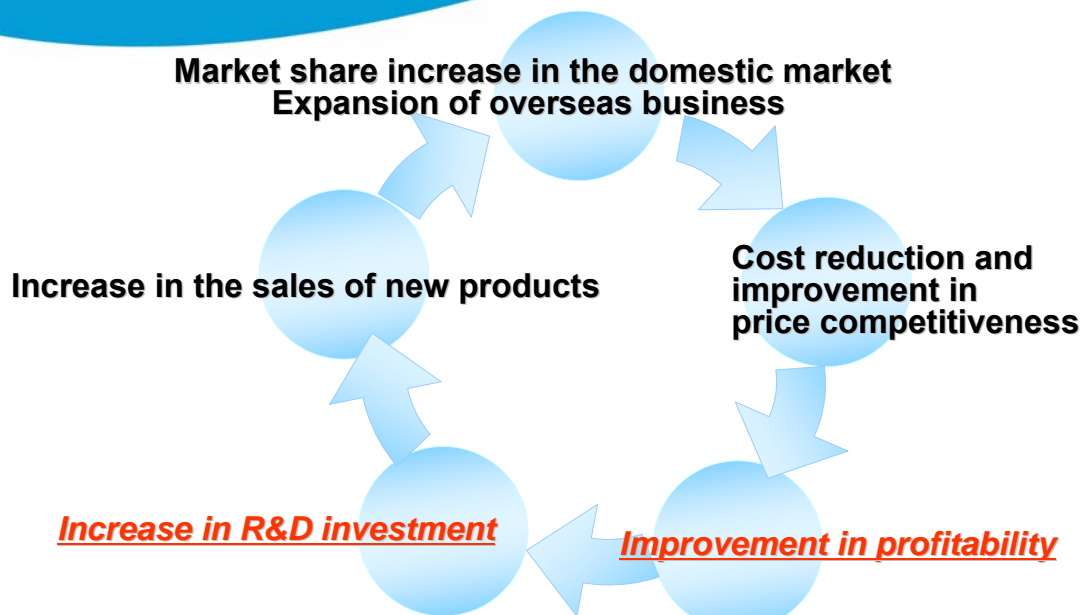 Market share increase in the domestic market
Expansion of overseas business
Cost reduction and
improvement in
price competitiveness
Improvement in profitability
Increase in R&D investment
Increase in the sales of new products